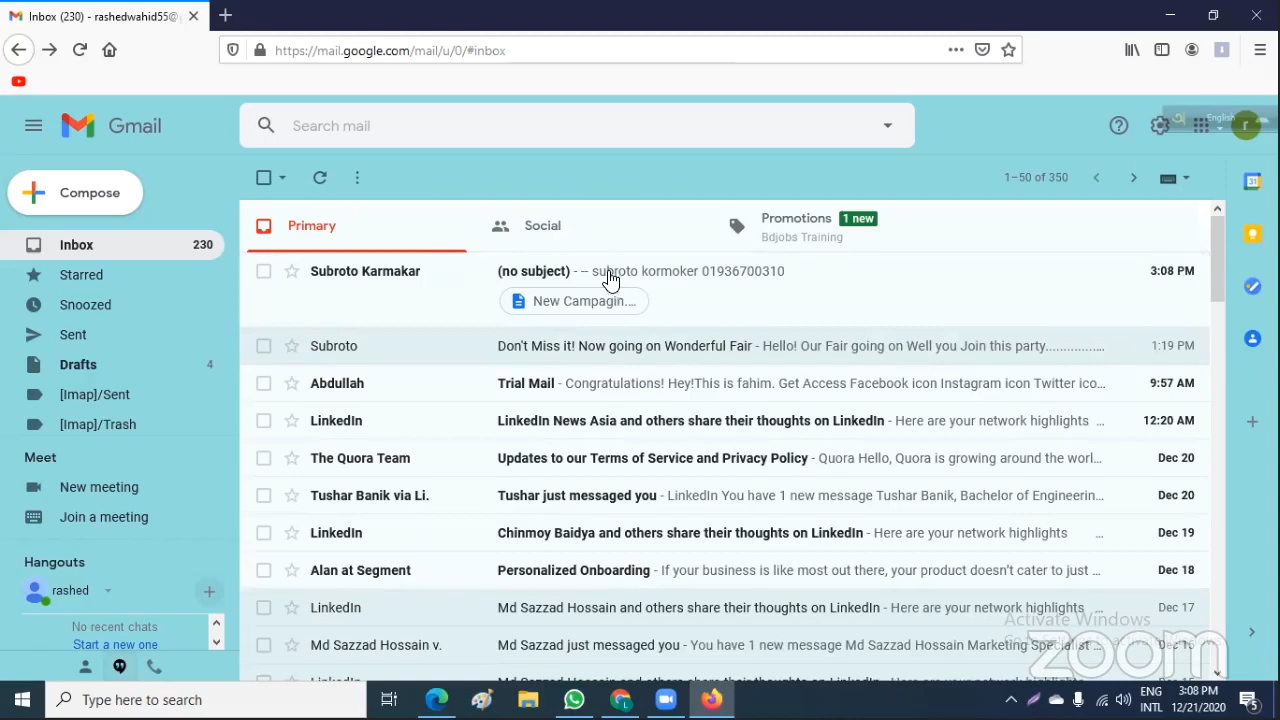 Inbox (230) - rashedwahid55@
https://mail.google.com/mail/u/0/#inbox
Gmail
Search mail
English
r
Compose
1–50 of 350
Inbox 230
Primary
Social
Promotions 1 new
Bdjobs Training
Starred
Snoozed
Sent
Drafts 4
[Imap]/Sent
[Imap]/Trash
Meet
New meeting
Join a meeting
Hangouts
rashed
No recent chats
Start a new one
Subroto Karmakar (no subject) - -- subroto kormoker 01936700310 3:08 PM
New Campagin....
Subroto Don't Miss it! Now going on Wonderful Fair - Hello! Our Fair going on Well you Join this party................ 1:19 PM
Abdullah Trial Mail - Congratulations! Hey!This is fahim. Get Access Facebook icon Instagram icon Twitter ico... 9:57 AM
LinkedIn LinkedIn News Asia and others share their thoughts on LinkedIn - Here are your network highlights ... 12:20 AM
The Quora Team Updates to our Terms of Service and Privacy Policy - Quora Hello, Quora is growing around the worl... Dec 20
Tushar Banik via Li. Tushar just messaged you - LinkedIn You have 1 new message Tushar Banik, Bachelor of Engineerin... Dec 20
LinkedIn Chinmoy Baidya and others share their thoughts on LinkedIn - Here are your network highlights ... Dec 19
Alan at Segment Personalized Onboarding - If your business is like most out there, your product doesn't cater to just ... Dec 18
LinkedIn Md Sazzad Hossain and others share their thoughts on LinkedIn - Here are your network highlights ... Dec 17
Md Sazzad Hossain v. Md Sazzad just messaged you - You have 1 new message Md Sazzad Hossain Marketing Specialist
Activate Windows
zoom
31
Type here to search
ENG
INTL
3:08 PM
12/21/2020
5